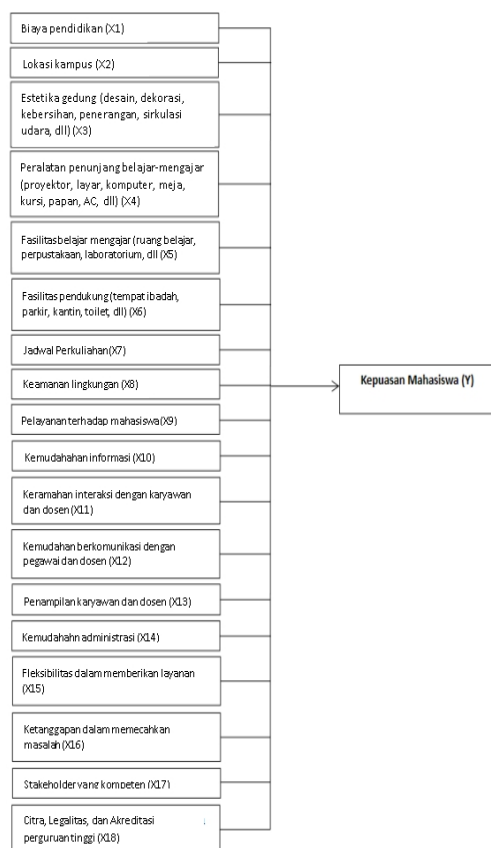 Biaya pendidikan (X1)
Lokasi kampus (X2)
Estetika gedung (desain, dekorasi,
kebersihan, penerangan, sirkulasi
udara, dll) (X3)
Peralatan penunjang belajar-mengajar
(proyektor, layar, komputer, meja,
kursi, papan, AC, dll) (X4)
Fasilitas belajar mengajar (ruang belajar,
perpustakaan, laboratorium, dll (X5)
Fasilitas pendukung (tempat ibadah,
parkir, kantin, toilet, dll) (X6)
Jadwal Perkuliahan (X7)
Keamanan lingkungan (X8)
Kepuasan Mahasiswa (Y)
Pelayanan terhadap mahasiswa (X9)
Kemudahahan informasi (X10)
Keramahan interaksi dengan karyawan
dan dosen (X11)
Kemudahan berkomunikasi dengan
pegawai dan dosen (X12)
Penampilan karyawan dan dosen (X13)
Kemudahahn administrasi (X14)
Fleksibilitas dalam memberikan layanan
(X15)
Ketanggapan dalam memecahkan
masalah (X16)
Stakeholder yang kompeten (X17)
Citra, Legalitas, dan Akreditasi
perguruan tinggi (X18)